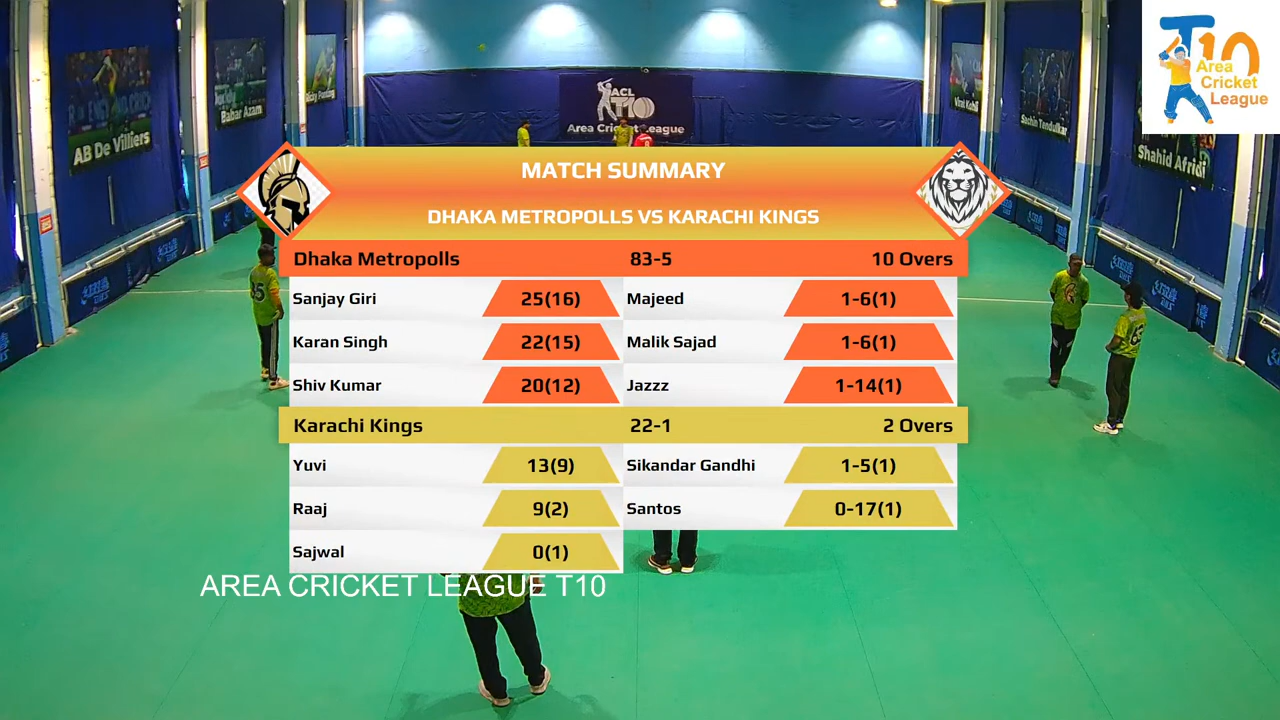 AB De Villiers
Babar Azam
Ricky Ponting
ACL
T10
Area Cricket League
Virat Kohli
Sachin Tendulkar
Shahid Afridi
T10
Area
Cricket
League
MATCH SUMMARY
DHAKA METROPOLLS VS KARACHI KINGS
Dhaka Metropolls 83-5 10 Overs
Sanjay Giri 25(16) Majeed 1-6(1)
Karan Singh 22(15) Malik Sajad 1-6(1)
Shiv Kumar 20(12) Jazzz 1-14(1)
Karachi Kings 22-1 2 Overs
Yuvi 13(9) Sikandar Gandhi 1-5(1)
Raaj 9(2) Santos 0-17(1)
Sajwal 0(1)
AREA CRICKET LEAGUE T10